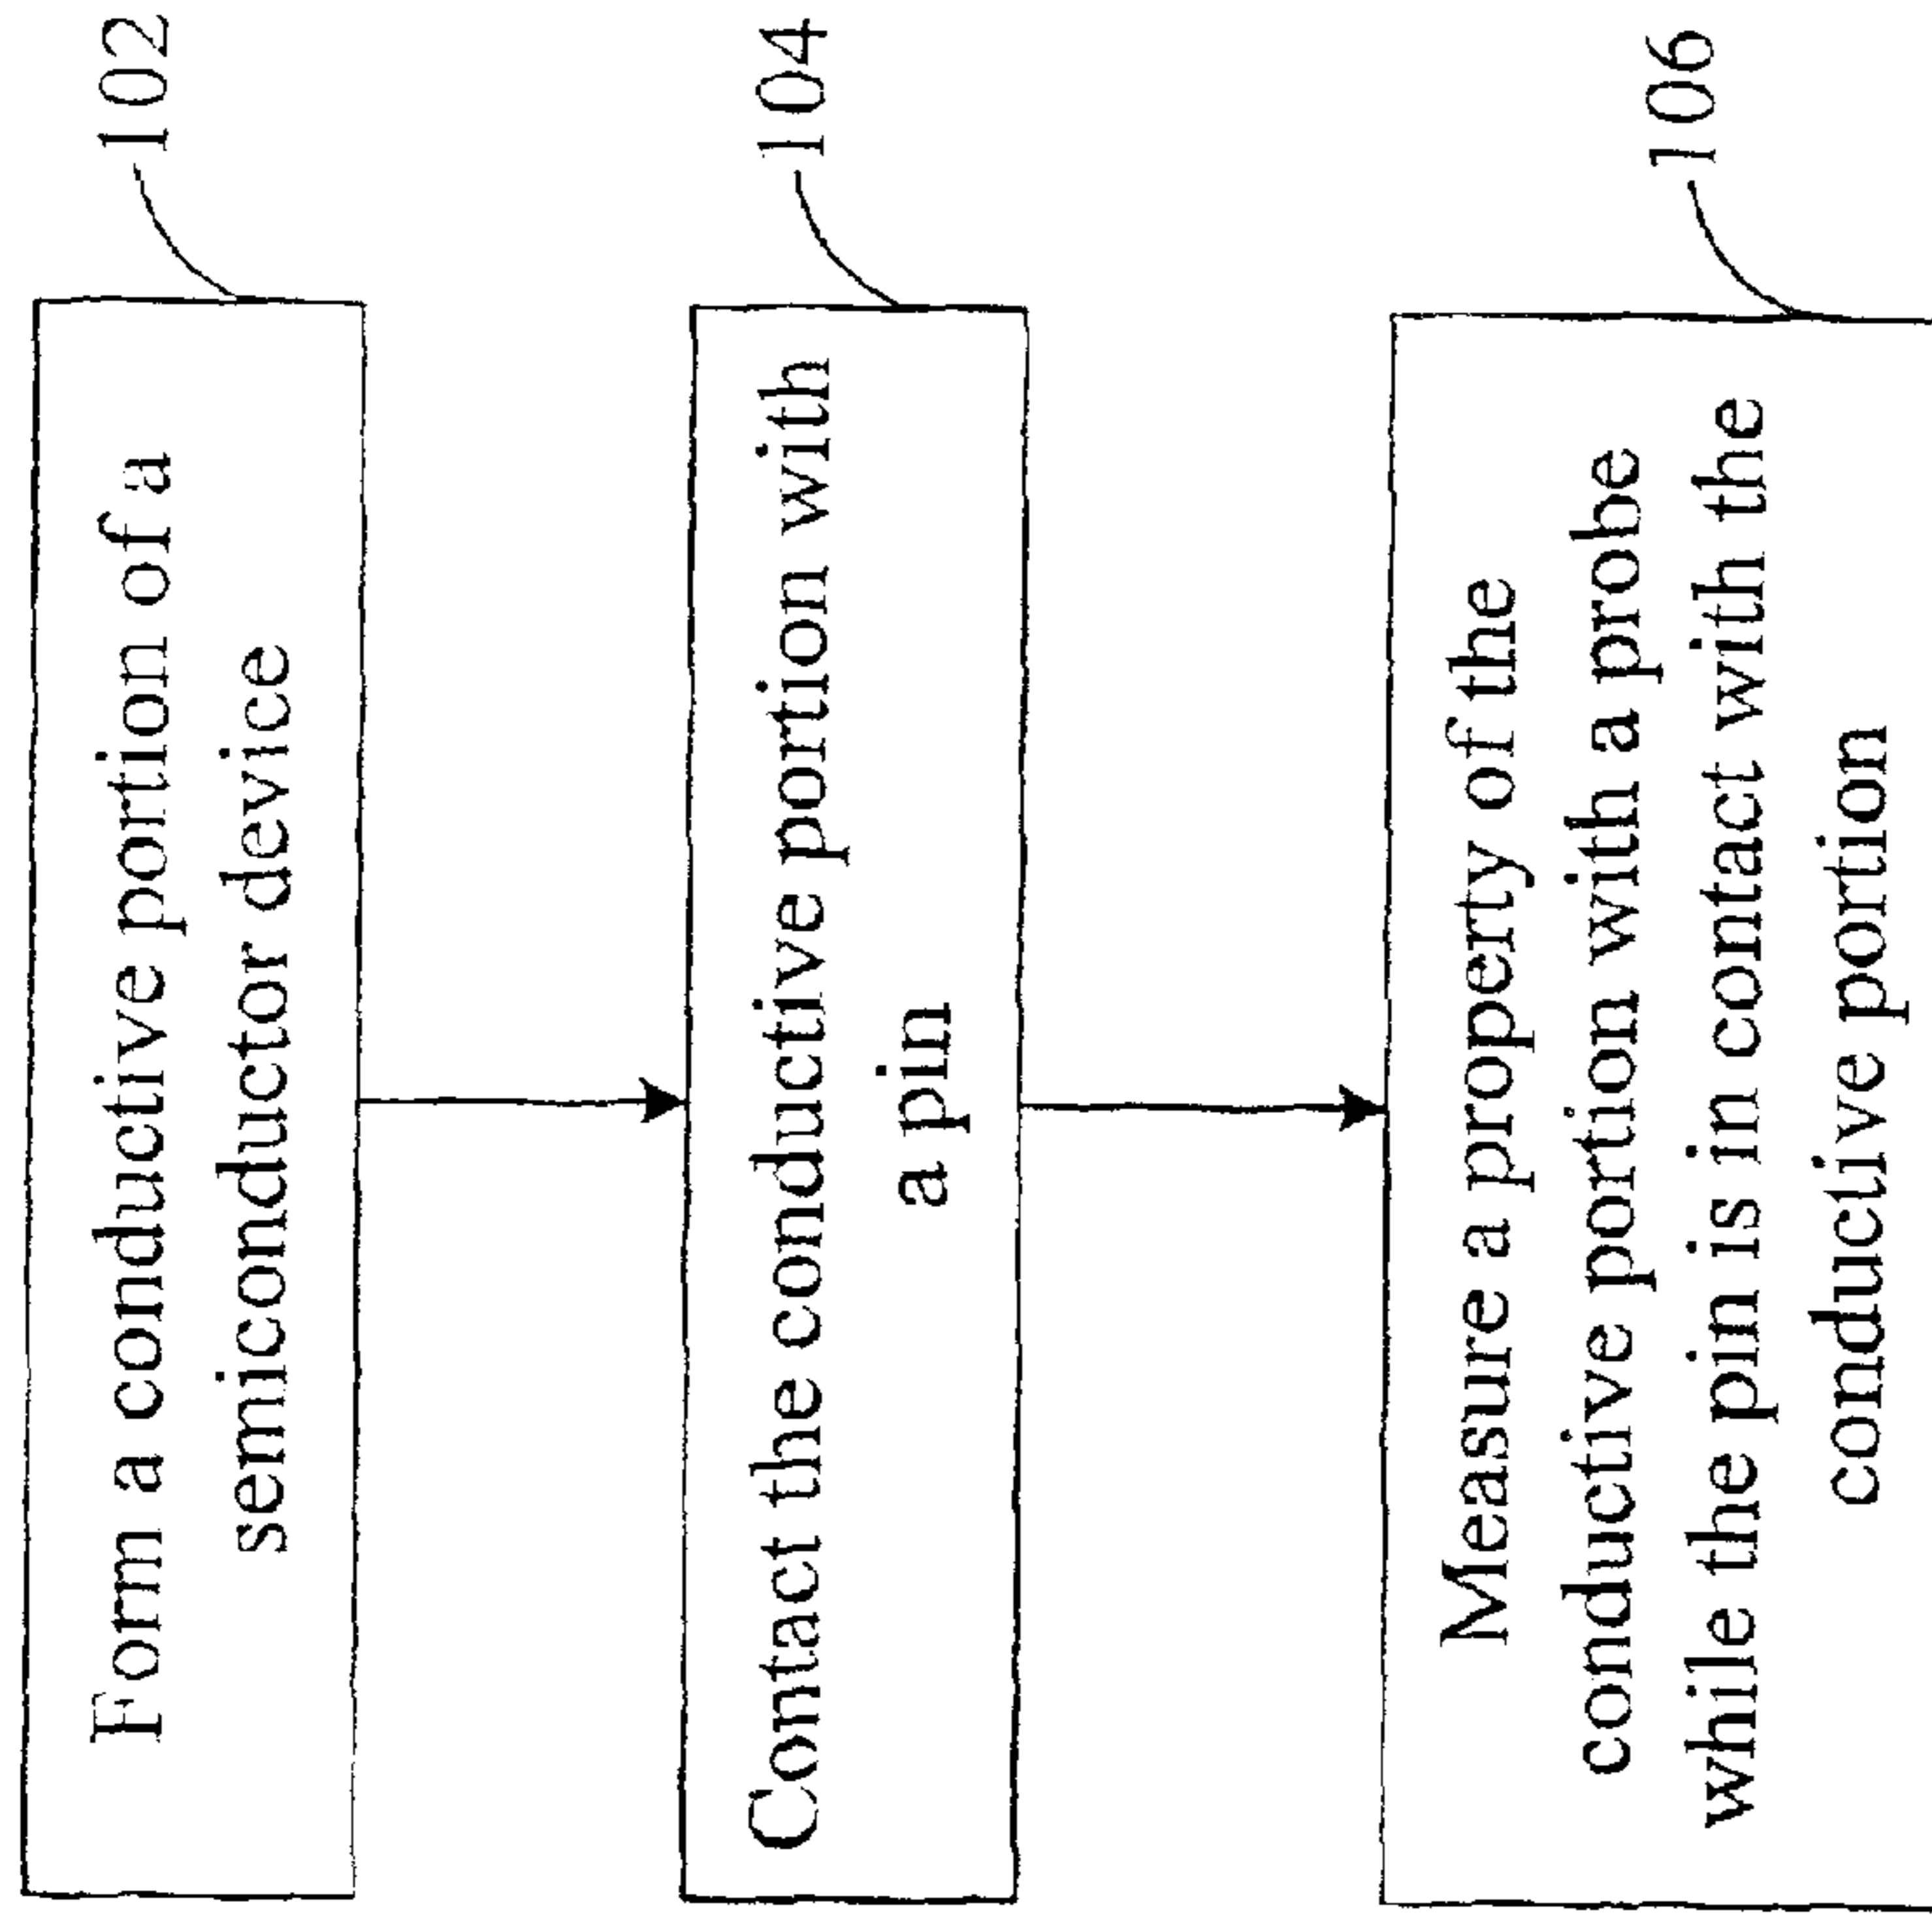 Form a conductive portion of a
semiconductor device
102
Contact the conductive portion with
a pin
104
Measure a property of the
conductive portion with a probe
while the pin is in contact with the
conductive portion
106